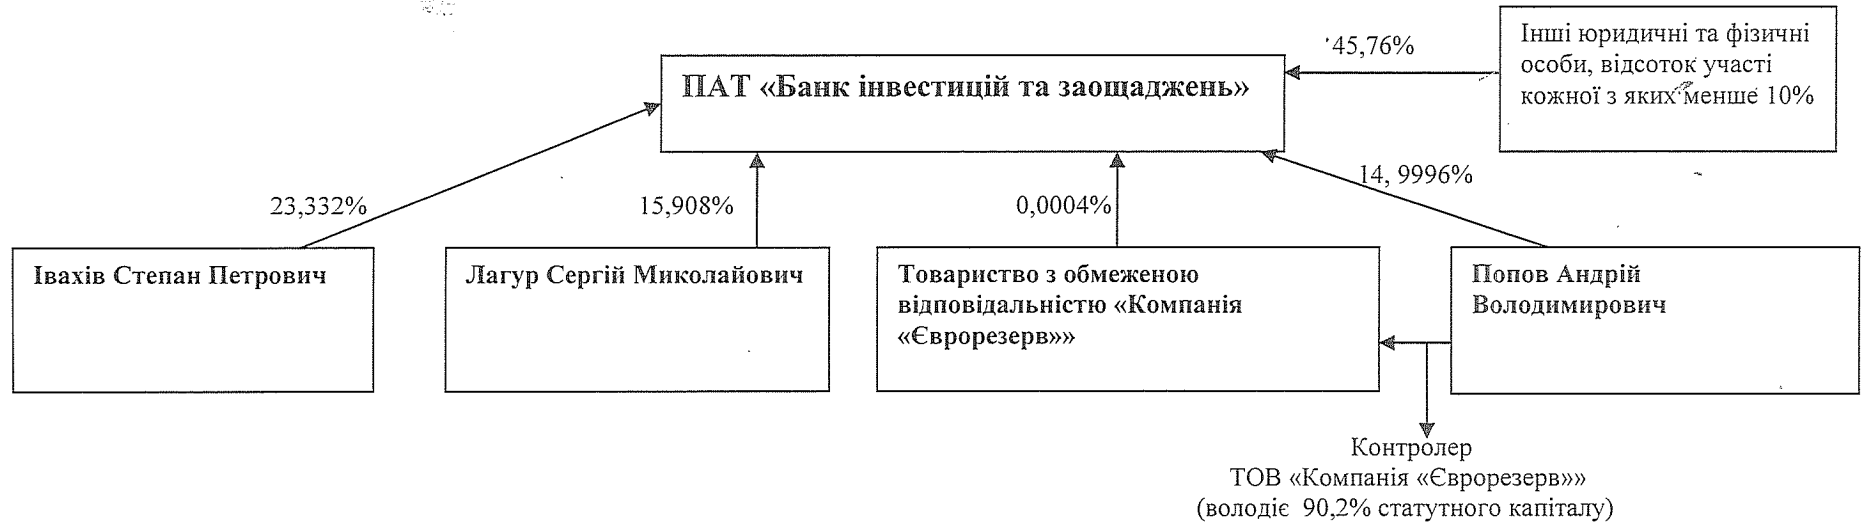 45,76%
Інші юридичні та фізичні
особи, відсоток участі
кожної з яких менше 10%
ПАТ «Банк інвестицій та заощаджень»
23,332%
15,908%
0,0004%
14, 9996%
Івахів Степан Петрович
Лагур Сергій Миколайович
Товариство з обмеженою
відповідальністю «Компанія
«Єврорезерв»»
Попов Андрій
Володимирович
Контролер
ТОВ «Компанія «Єврорезерв»»
(володіє 90,2% статутного капіталу)